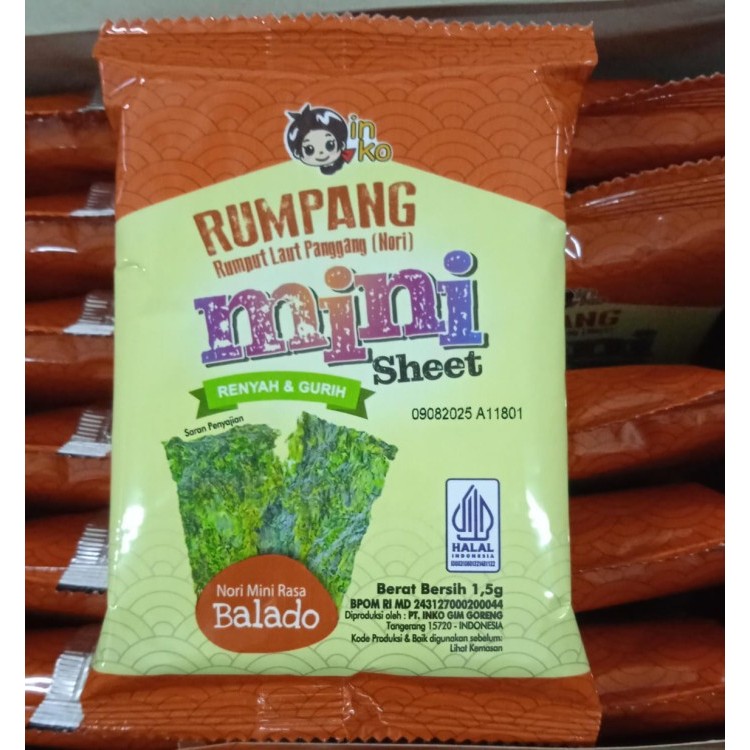 in
ko
RUMPANG
Rumput Laut Panggang (Nori)
mini
Sheet
RENYAH & GURIH
09082025 A11801
Saran Penyajian
HALAL
INDONESIA
Nori Mini Rasa
Balado
Berat Bersih 1,5g
BPOM RI MD 243127000200044
Diproduksi oleh : PT. INKO GIM GORENG
Tangerang 15720 - INDONESIA
Kode Produksi & Baik digunakan sebelum:
Lihat Kemasan